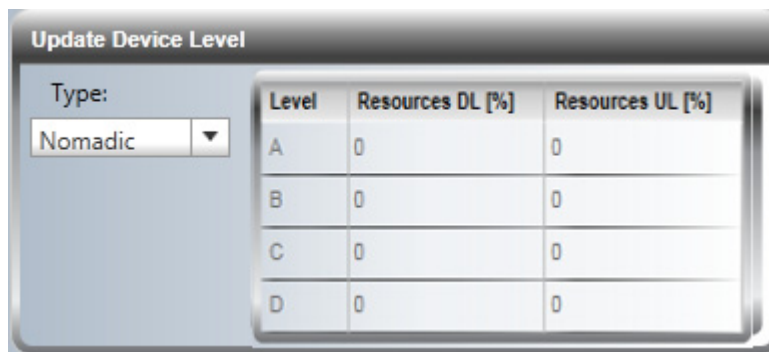 Update Device Level
Type:
Nomadic
Level Resources DL [%] Resources UL [%]
A 0 0
B 0 0
C 0 0
D 0 0